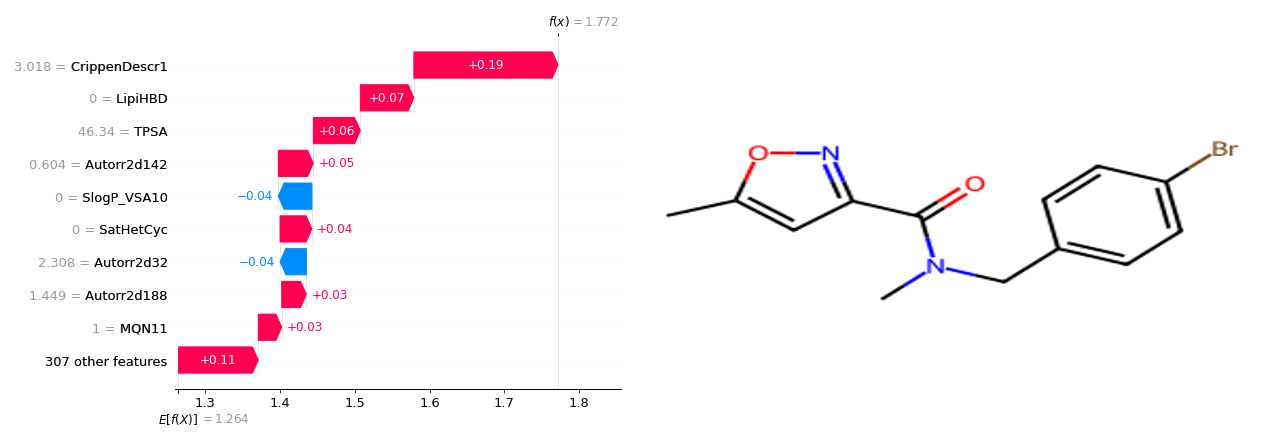 f(x) = 1.772
3.018 = CrippenDescr1 +0.19
0 = LipiHBD +0.07
46.34 = TPSA +0.06
0.604 = Autorr2d142 +0.05
0 = SlogP_VSA10 −0.04
0 = SatHetCyc +0.04
2.308 = Autorr2d32 −0.04
1.449 = Autorr2d188 +0.03
1 = MQN11 +0.03
307 other features +0.11
1.3 1.4 1.5 1.6 1.7 1.8
E[f(X)] = 1.264
O N O N Br